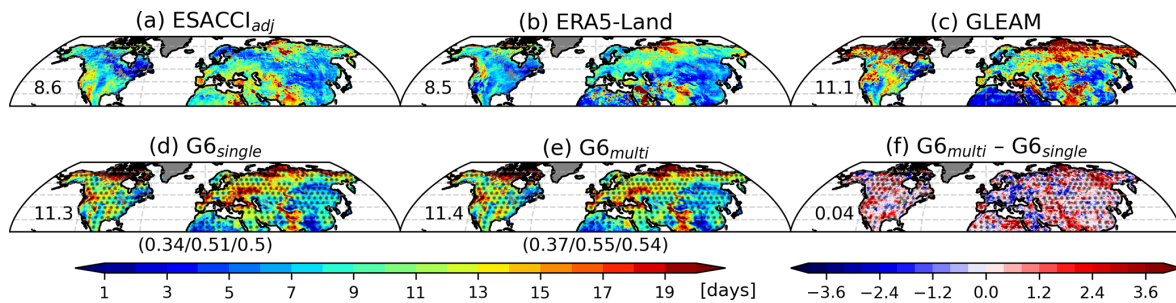 (a) ESACCI_adj (b) ERA5-Land (c) GLEAM
8.6 8.5 11.1
(d) G6_single (e) G6_multi (f) G6_multi – G6_single
11.3 11.4 0.04
(0.34/0.51/0.5) (0.37/0.55/0.54)
1 3 5 7 9 11 13 15 17 19 [days] −3.6 −2.4 −1.2 0.0 1.2 2.4 3.6